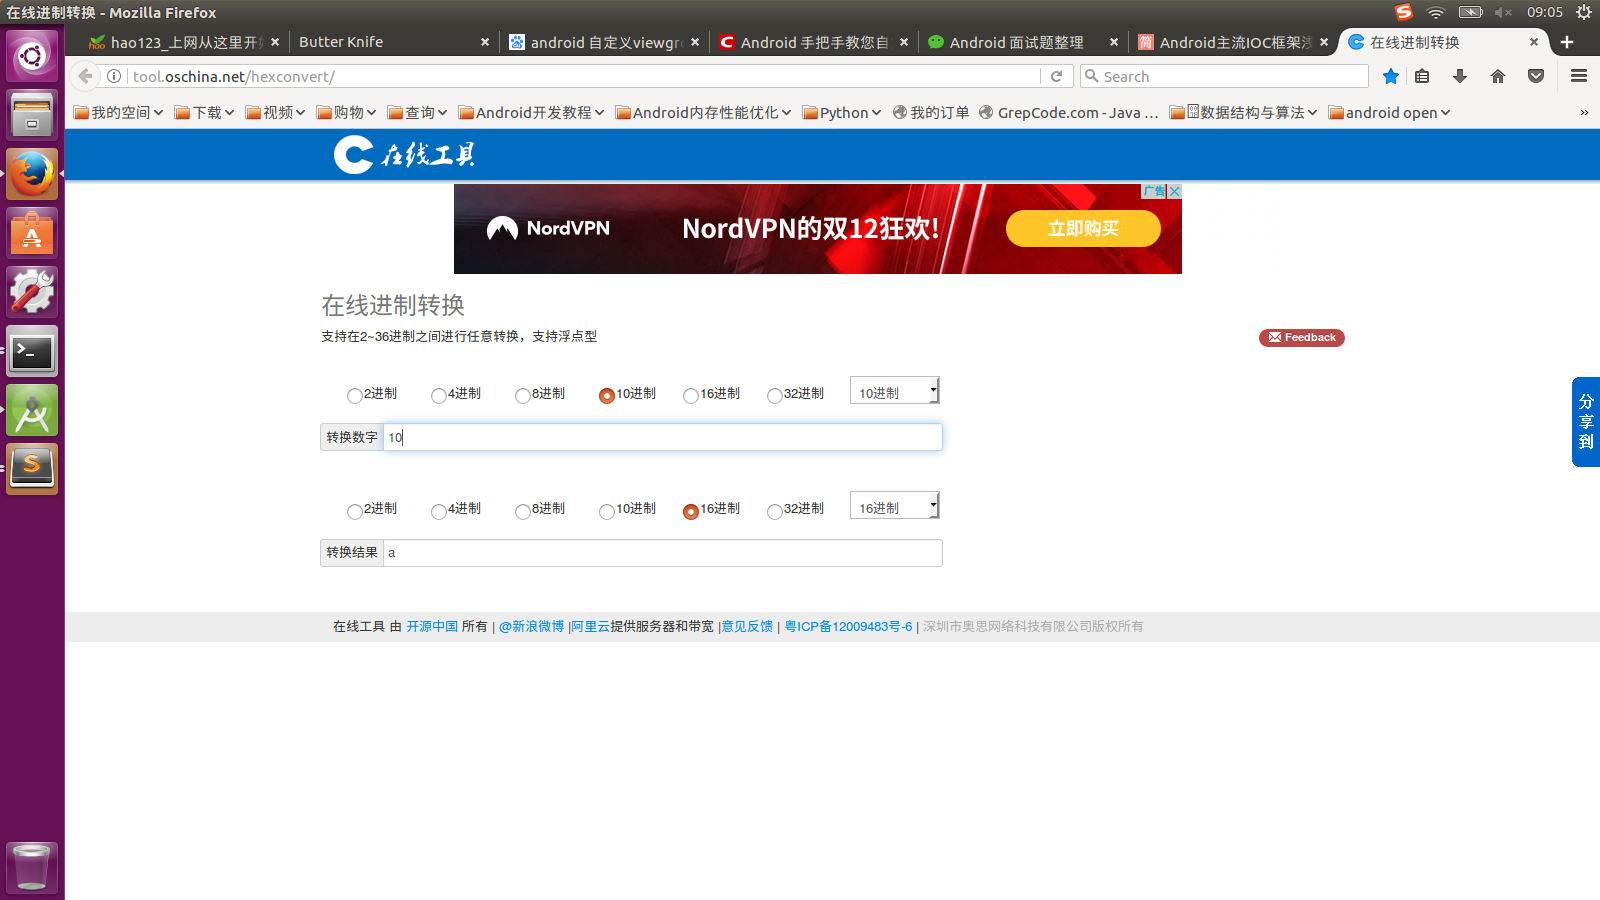 在线进制转换 - Mozilla Firefox
09:05
hao123_上网从这里开
Butter Knife
android 自定义viewgr
Android 手把手教您自
Android 面试题整理
Android主流IOC框架浅
在线进制转换
tool.oschina.net/hexconvert/
Search
我的空间
下载
视频
购物
查询
Android开发教程
Android内存性能优化
Python
我的订单
GrepCode.com - Java ...
数据结构与算法
android open
»
在线工具
NordVPN
NordVPN的双12狂欢!
立即购买
广告
在线进制转换
支持在2~36进制之间进行任意转换，支持浮点型
Feedback
2进制
4进制
8进制
10进制
16进制
32进制
10进制
转换数字
10
分享到
2进制
4进制
8进制
10进制
16进制
32进制
16进制
转换结果
a
在线工具 由 开源中国 所有 | @新浪微博 |阿里云提供服务器和带宽 |意见反馈 | 粤ICP备12009483号-6 | 深圳市奥思网络科技有限公司版权所有